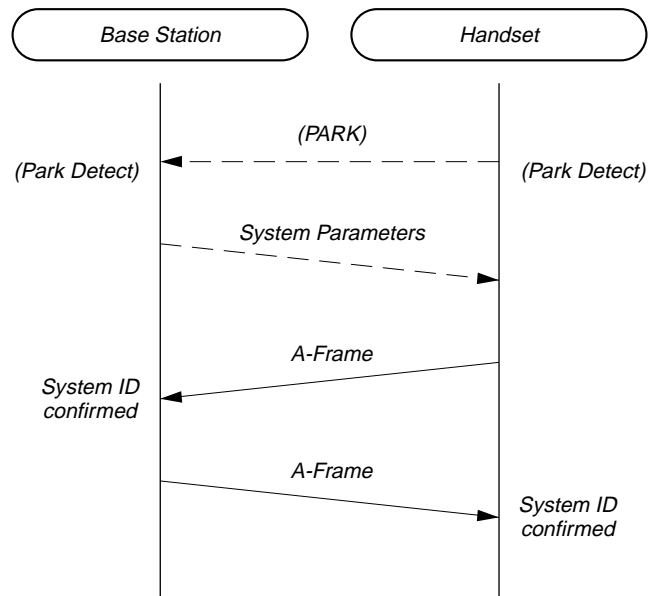 Base Station
Handset
(PARK)
(Park Detect)
(Park Detect)
System Parameters
A-Frame
System ID
confirmed
A-Frame
System ID
confirmed